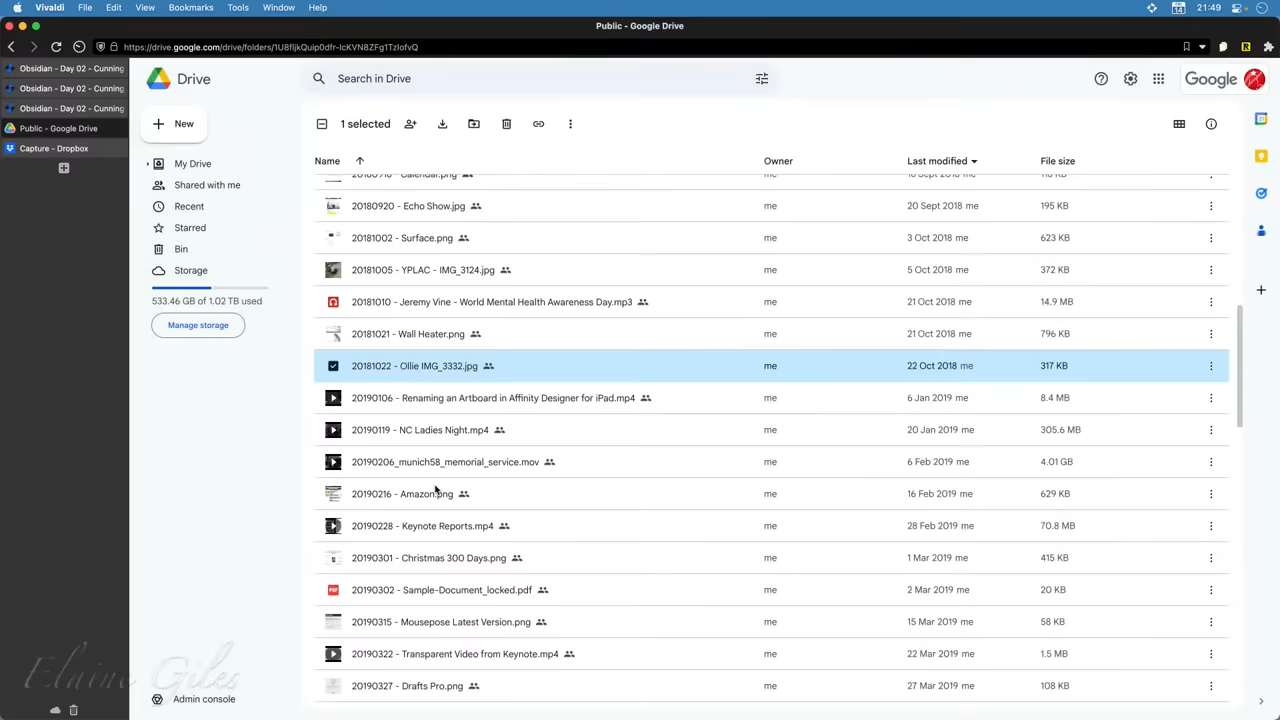 Vivaldi File Edit View Bookmarks Tools Window Help 14 21:49
Public - Google Drive
https://drive.google.com/drive/folders/1U8fljkQuip0dfr-lcKVN8ZFg1TzlofvQ
Obsidian - Day 02 - Cunning
Obsidian - Day 02 - Cunning
Obsidian - Day 02 - Cunning
Public - Google Drive
Capture - Dropbox
Drive
Search in Drive
Google
New
My Drive
Shared with me
Recent
Starred
Bin
Storage
533.46 GB of 1.02 TB used
Manage storage
Admin console
1 selected
Name Owner Last modified File size
20180920 - Echo Show.jpg me 20 Sept 2018 me 195 KB
20181002 - Surface.png me 3 Oct 2018 me 623 KB
20181005 - YPLAC - IMG_3124.jpg me 5 Oct 2018 me 372 KB
20181010 - Jeremy Vine - World Mental Health Awareness Day.mp3 me 21 Oct 2018 me 14.9 MB
20181021 - Wall Heater.png me 21 Oct 2018 me 796 KB
20181022 - Ollie IMG_3332.jpg me 22 Oct 2018 me 317 KB
20190106 - Renaming an Artboard in Affinity Designer for iPad.mp4 me 6 Jan 2019 me 8.4 MB
20190119 - NC Ladies Night.mp4 me 20 Jan 2019 me 305.6 MB
20190206_munich58_memorial_service.mov me 6 Feb 2019 me 4.01 GB
20190216 - Amazon.png me 16 Feb 2019 me 629 KB
20190228 - Keynote Reports.mp4 me 28 Feb 2019 me 70.8 MB
20190301 - Christmas 300 Days.png me 1 Mar 2019 me 415 KB
20190302 - Sample-Document_locked.pdf me 2 Mar 2019 me 20 KB
20190315 - Mousepose Latest Version.png me 15 Mar 2019 me 58 KB
20190322 - Transparent Video from Keynote.mp4 me 22 Mar 2019 me 1.5 MB
20190327 - Drafts Pro.png me 27 Mar 2019 me 108 KB
Elaine Giles